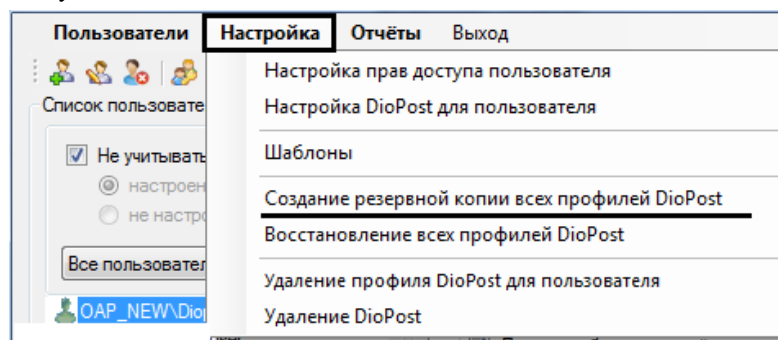 Пользователи Настройка Отчёты Выход
Настройка прав доступа пользователя
Список пользовате
Настройка DioPost для пользователя
Не учитывать
Шаблоны
настроен
Создание резервной копии всех профилей DioPost
не настро
Восстановление всех профилей DioPost
Все пользовател
Удаление профиля DioPost для пользователя
OAP_NEW\Diop
Удаление DioPost